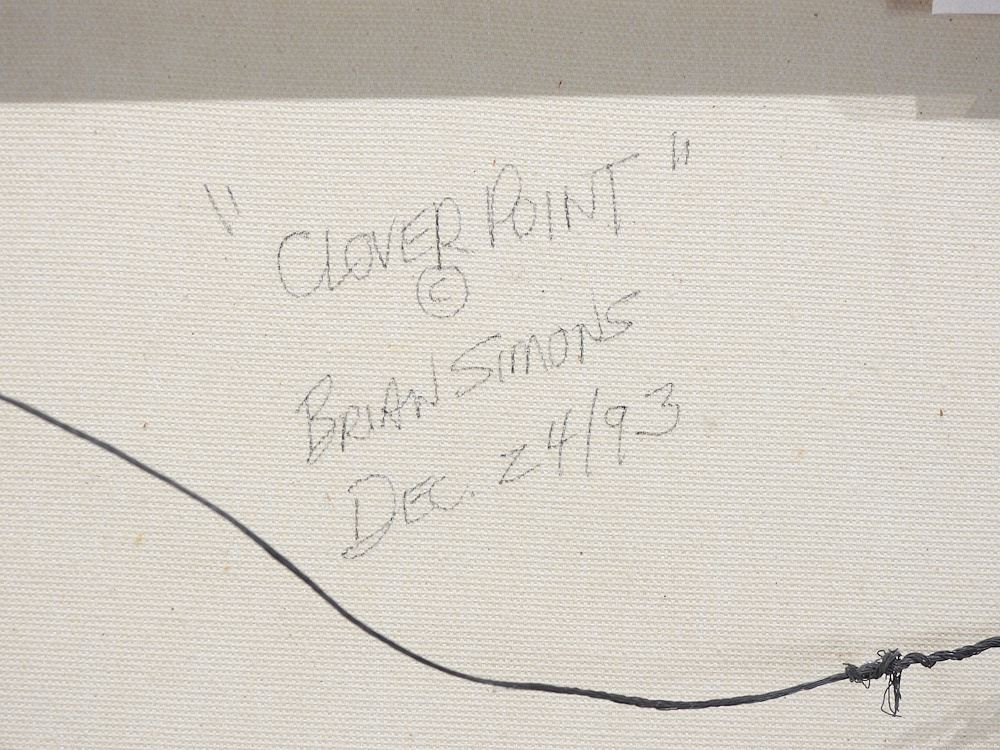 "CLOVER POINT"
©
BRIAN SIMONS
DEC. 24/93